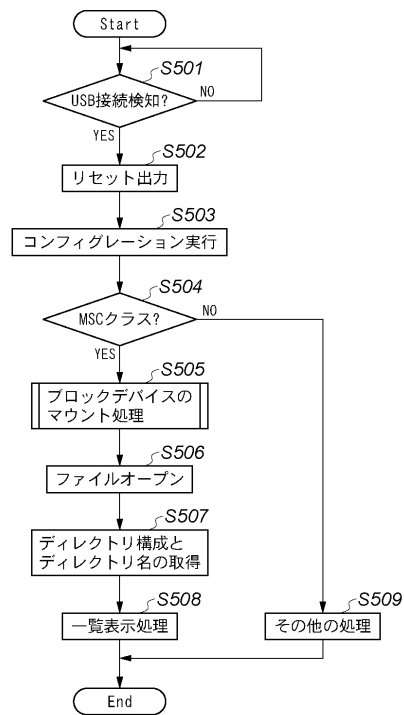 Start
S501
USB接続検知?
NO
YES
S502
リセット出力
S503
コンフィグレーション実行
S504
MSCクラス?
NO
YES
S505
ブロックデバイスの
マウント処理
S506
ファイルオープン
S507
ディレクトリ構成と
ディレクトリ名の取得
S508
一覧表示処理
S509
その他の処理
End